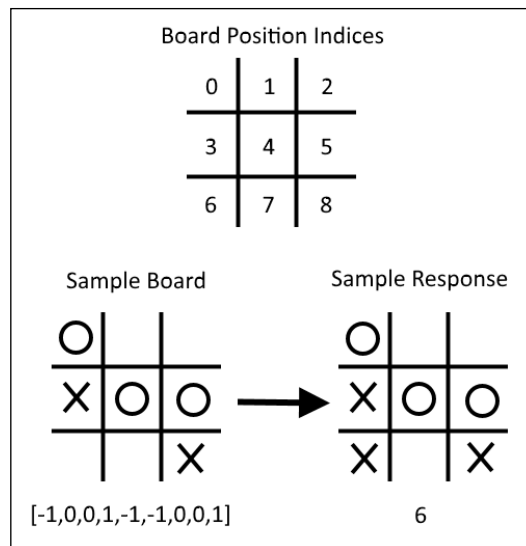 Board Position Indices
0 1 2
3 4 5
6 7 8
Sample Board Sample Response
O O
X O O X O O
X X X
[-1,0,0,1,-1,-1,0,0,1] 6